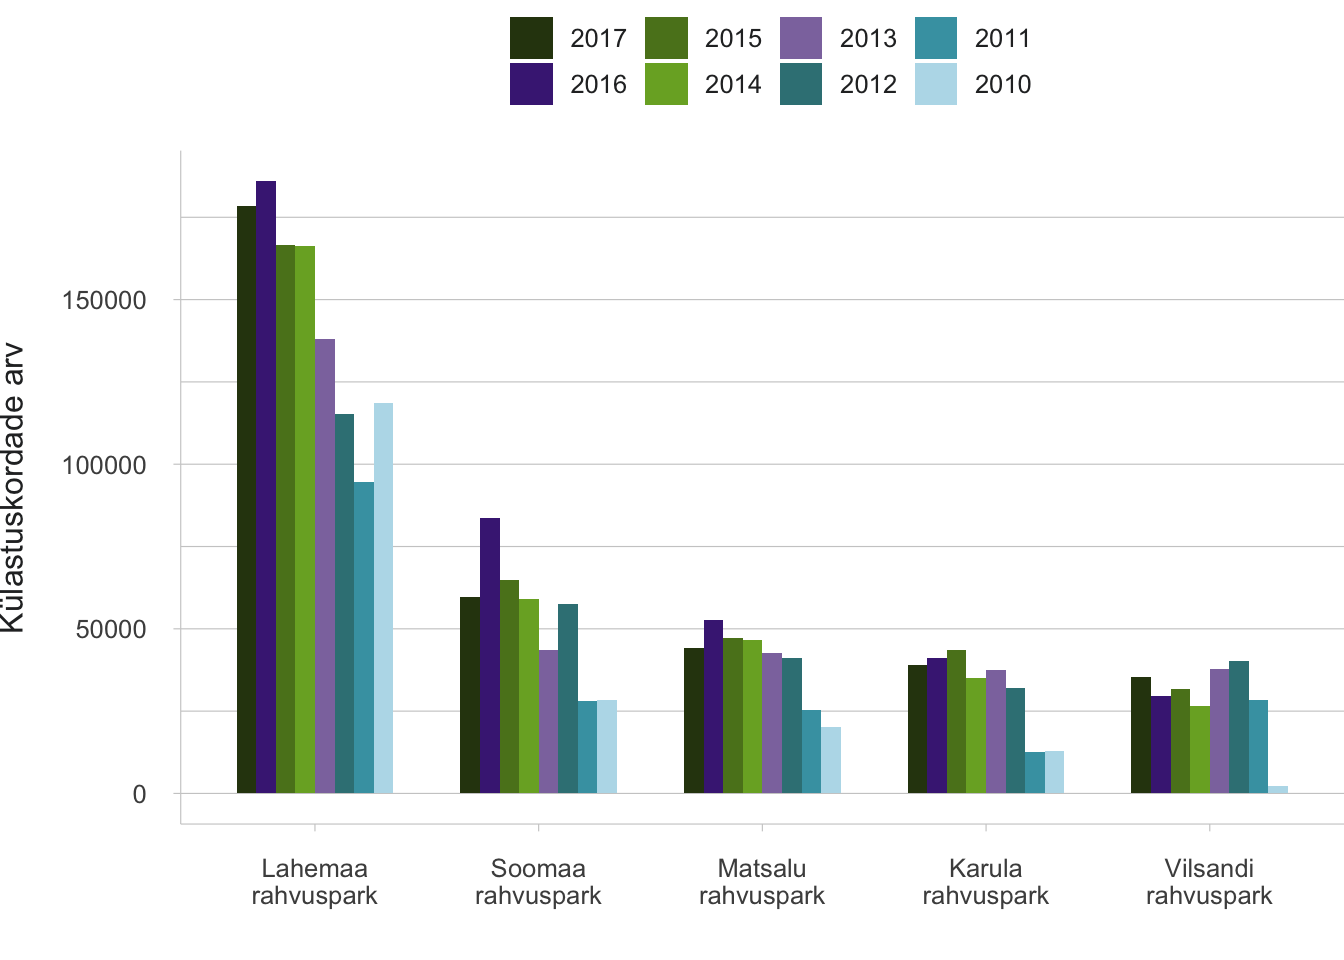 2017 2015 2013 2011
2016 2014 2012 2010
Külastuskordade arv
150000
100000
50000
0
Lahemaa
rahvuspark
Soomaa
rahvuspark
Matsalu
rahvuspark
Karula
rahvuspark
Vilsandi
rahvuspark